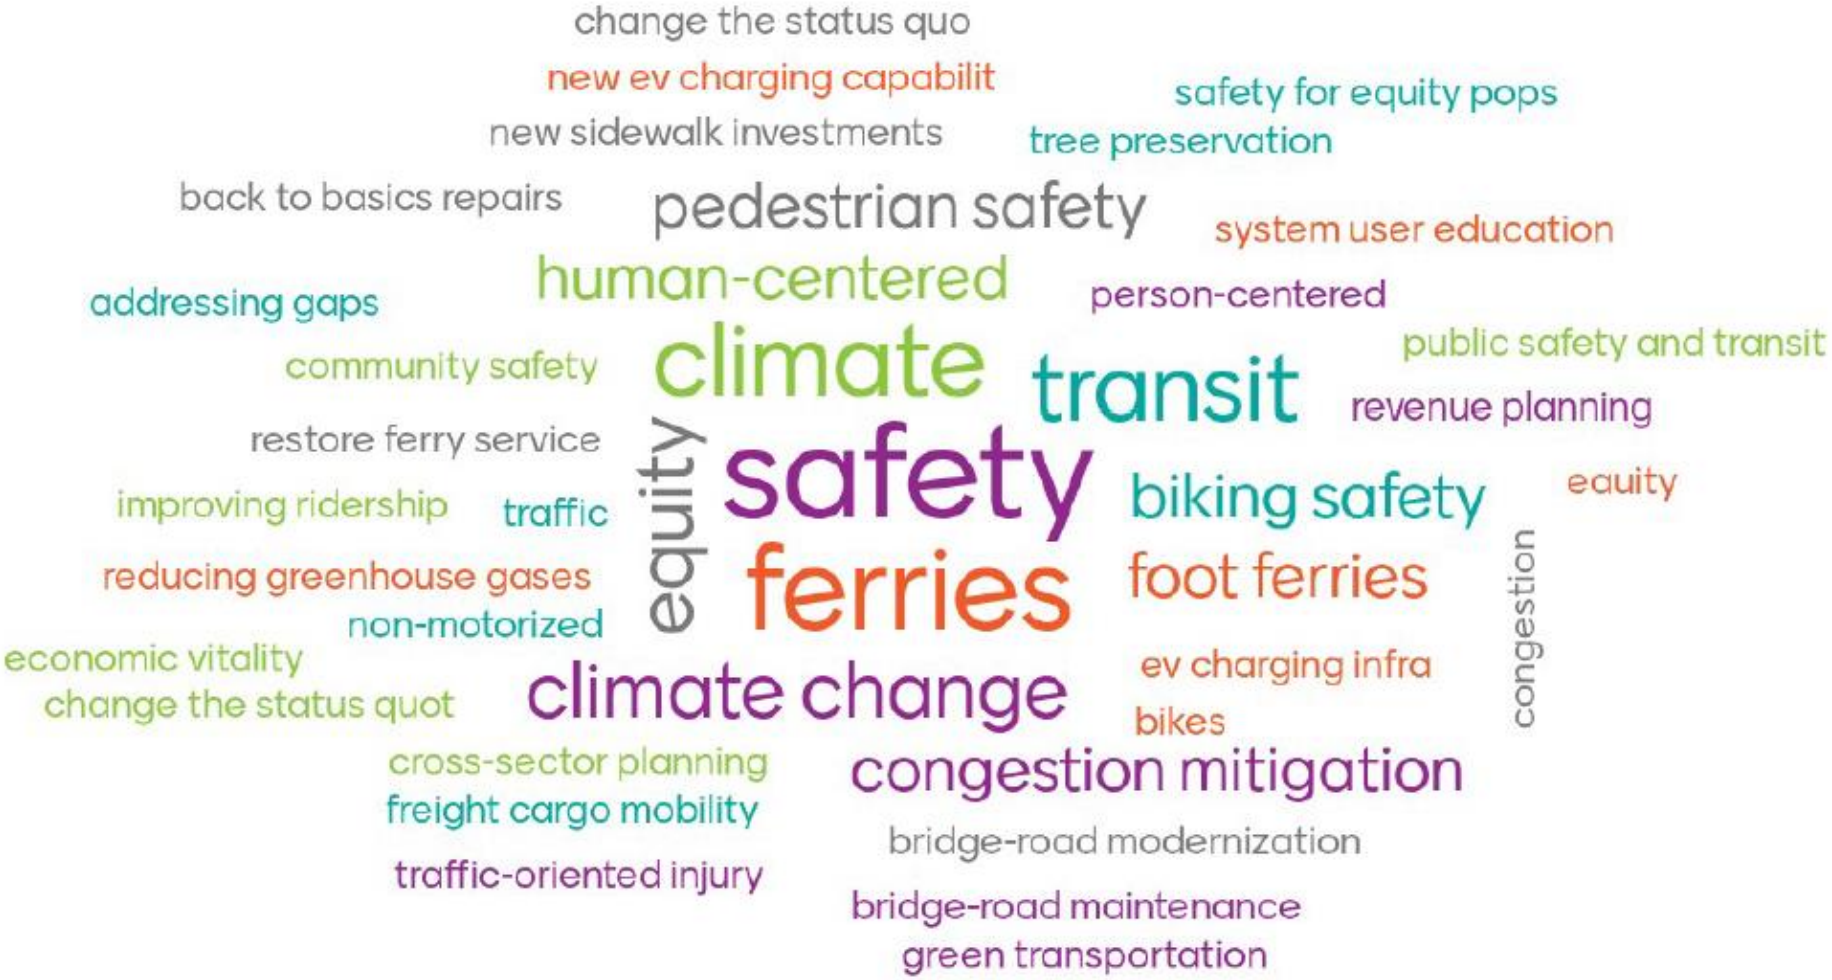 change the status quo
new ev charging capabilit
safety for equity pops
new sidewalk investments
tree preservation
back to basics repairs
pedestrian safety
system user education
human-centered
person-centered
addressing gaps
climate
public safety and transit
community safety
transit
revenue planning
restore ferry service
equity
safety
biking safety
eauity
improving ridership
traffic
reducing greenhouse gases
ferries
foot ferries
congestion
non-motorized
economic vitality
climate change
ev charging infra
change the status quot
bikes
cross-sector planning
congestion mitigation
freight cargo mobility
bridge-road modernization
traffic-oriented injury
bridge-road maintenance
green transportation